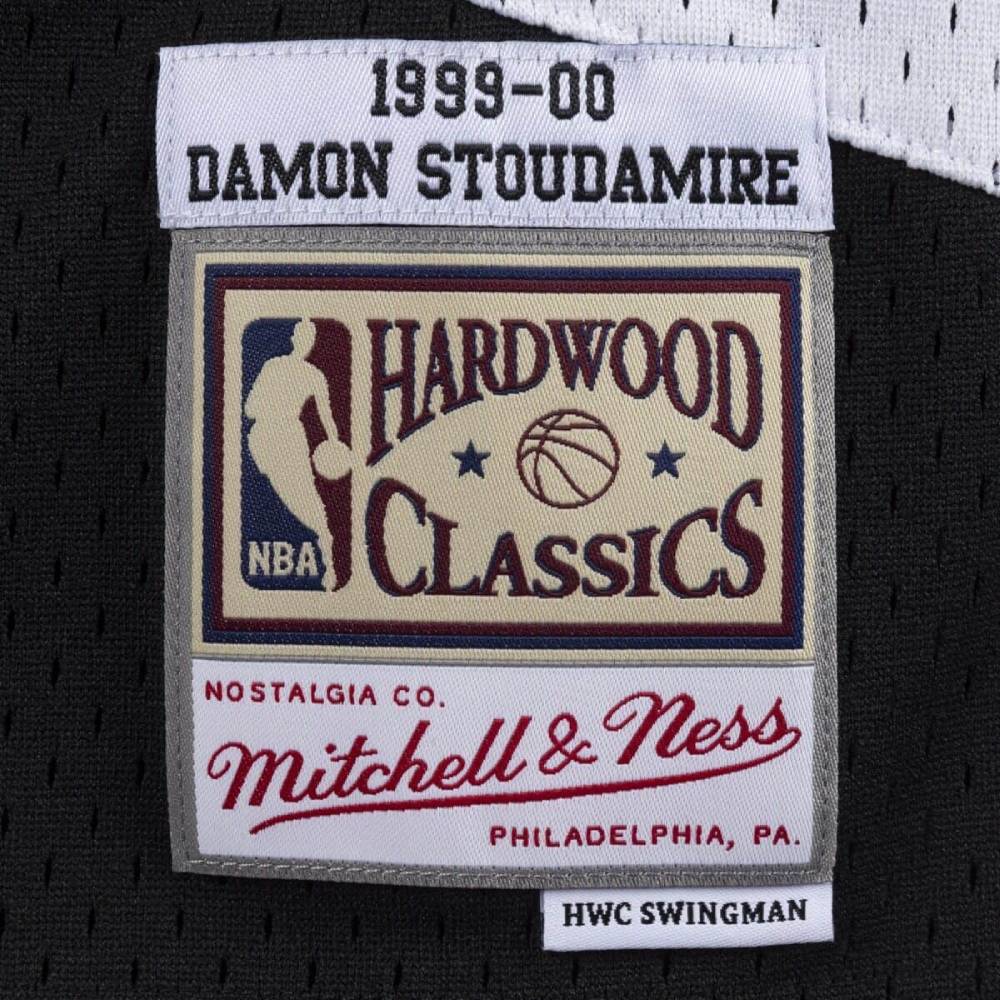 1999-00
DAMON STOUDAMIRE
HARDWOOD
CLASSICS
NBA
NOSTALGIA CO.
Mitchell & Ness
PHILADELPHIA, PA.
HWC SWINGMAN